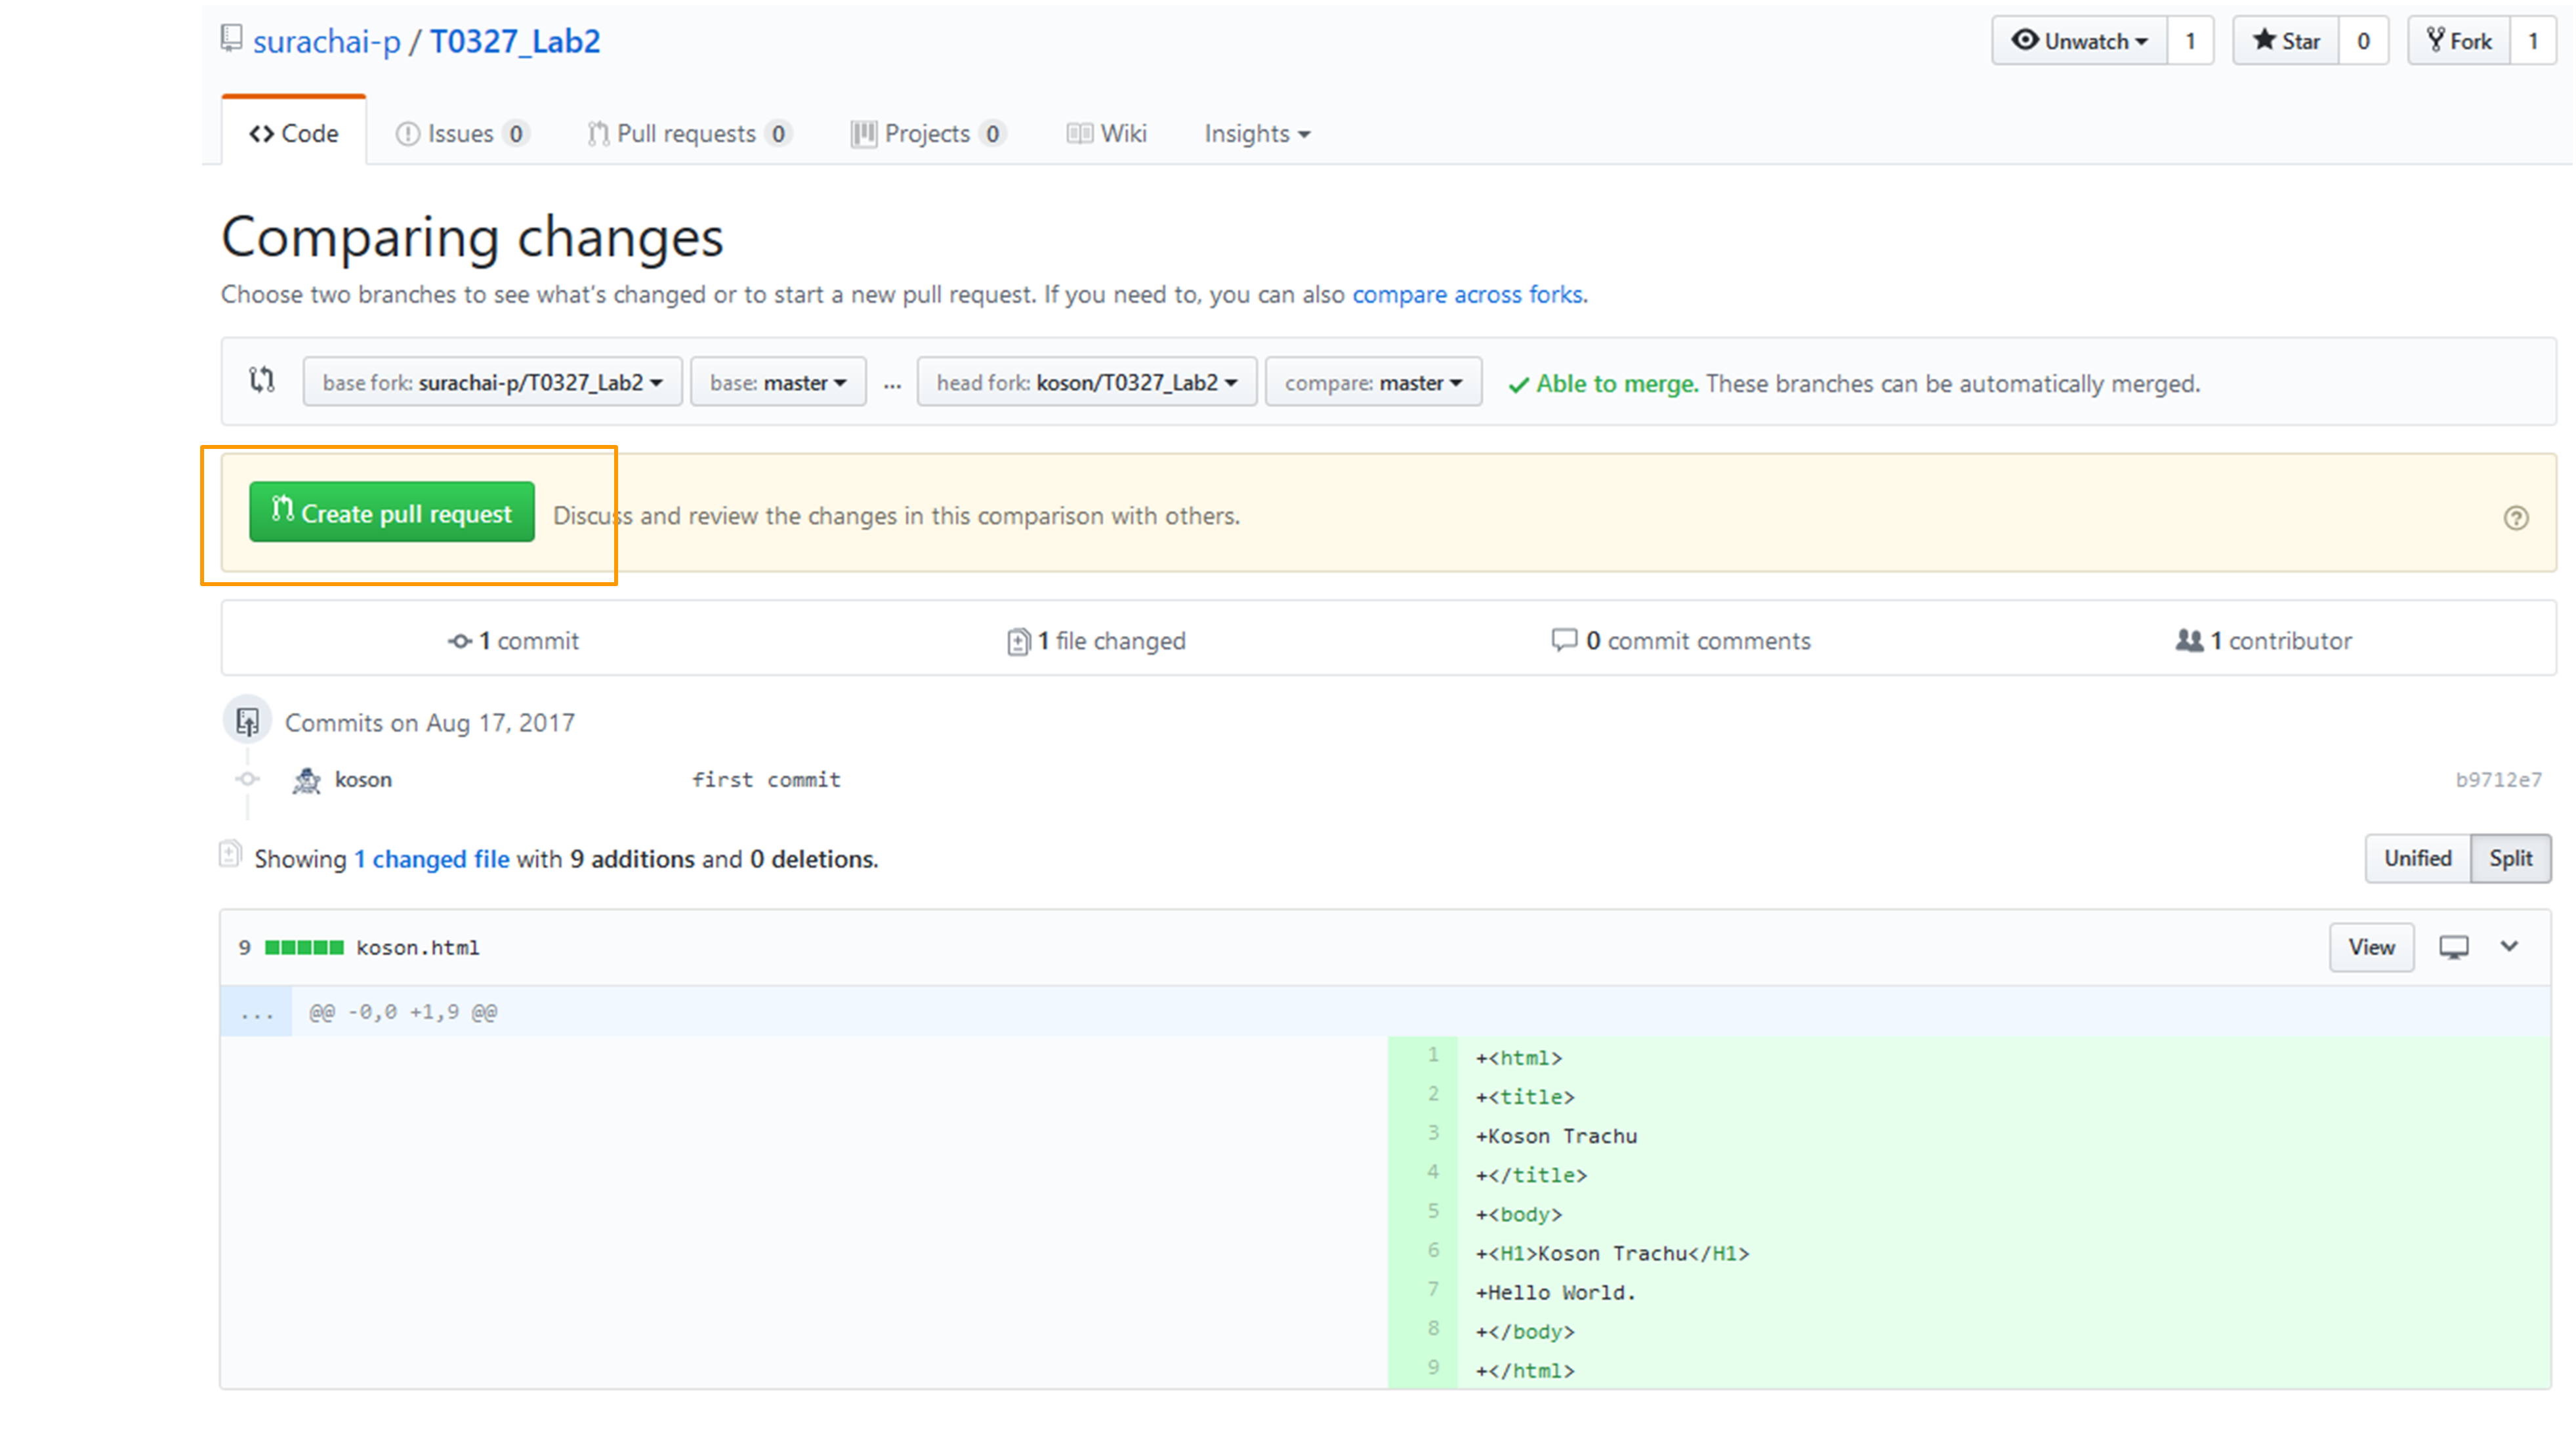 surachai-p / T0327_Lab2
Unwatch 1 Star 0 Fork 1
Code Issues 0 Pull requests 0 Projects 0 Wiki Insights
Comparing changes
Choose two branches to see what's changed or to start a new pull request. If you need to, you can also compare across forks.
base fork: surachai-p/T0327_Lab2 base: master ... head fork: koson/T0327_Lab2 compare: master ✓ Able to merge. These branches can be automatically merged.
Create pull request Discuss and review the changes in this comparison with others.
1 commit 1 file changed 0 commit comments 1 contributor
Commits on Aug 17, 2017
koson first commit b9712e7
Showing 1 changed file with 9 additions and 0 deletions.
Unified Split
9 koson.html View
... @@ -0,0 +1,9 @@
1 +<html>
2 +<title>
3 +Koson Trachu
4 +</title>
5 +<body>
6 +<H1>Koson Trachu</H1>
7 +Hello World.
8 +</body>
9 +</html>